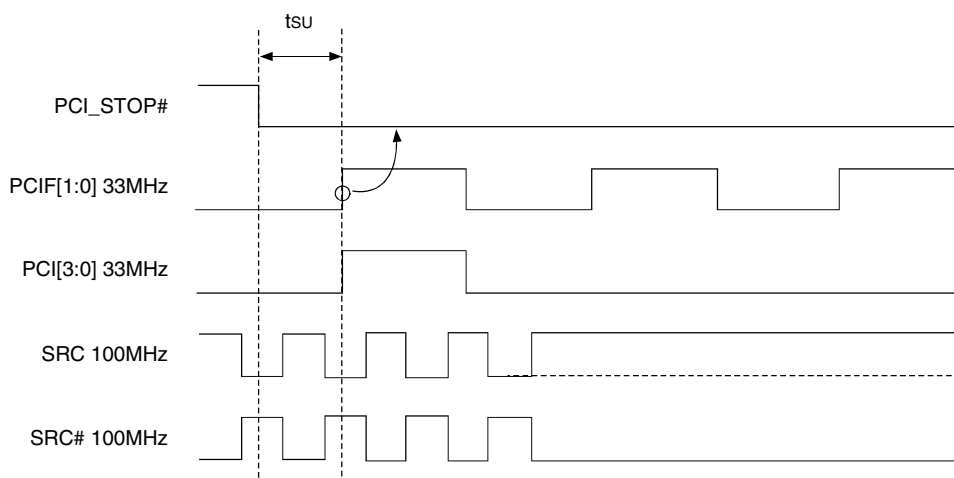 tSU
PCI_STOP#
PCIF[1:0] 33MHz
PCI[3:0] 33MHz
SRC 100MHz
SRC# 100MHz